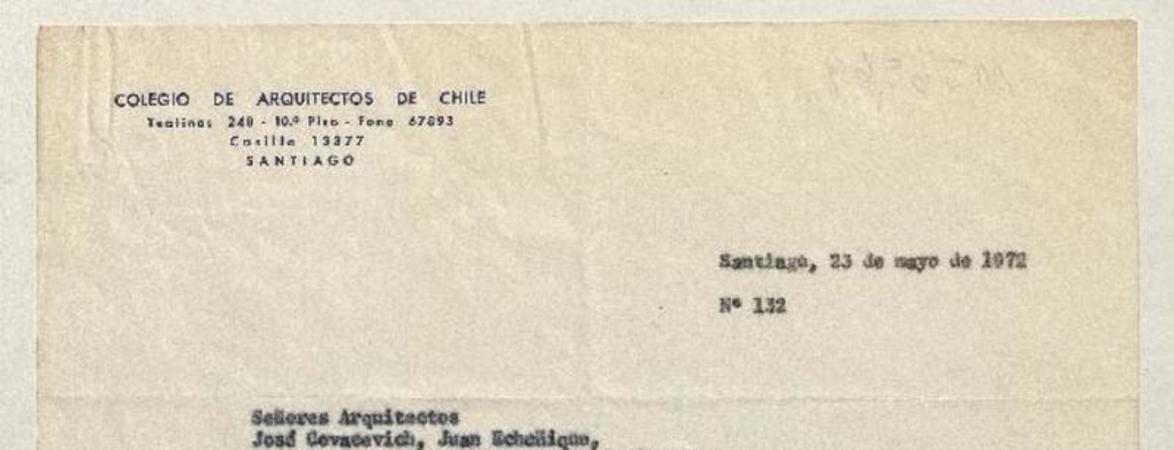 COLEGIO DE ARQUITECTOS DE CHILE
Teatinos 248 - 10.º Piso - Fono 67893
Casilla 13377
SANTIAGO
Santiago, 23 de mayo de 1972
Nº 132
Señores Arquitectos
José Covacevich, Juan Echeñique,